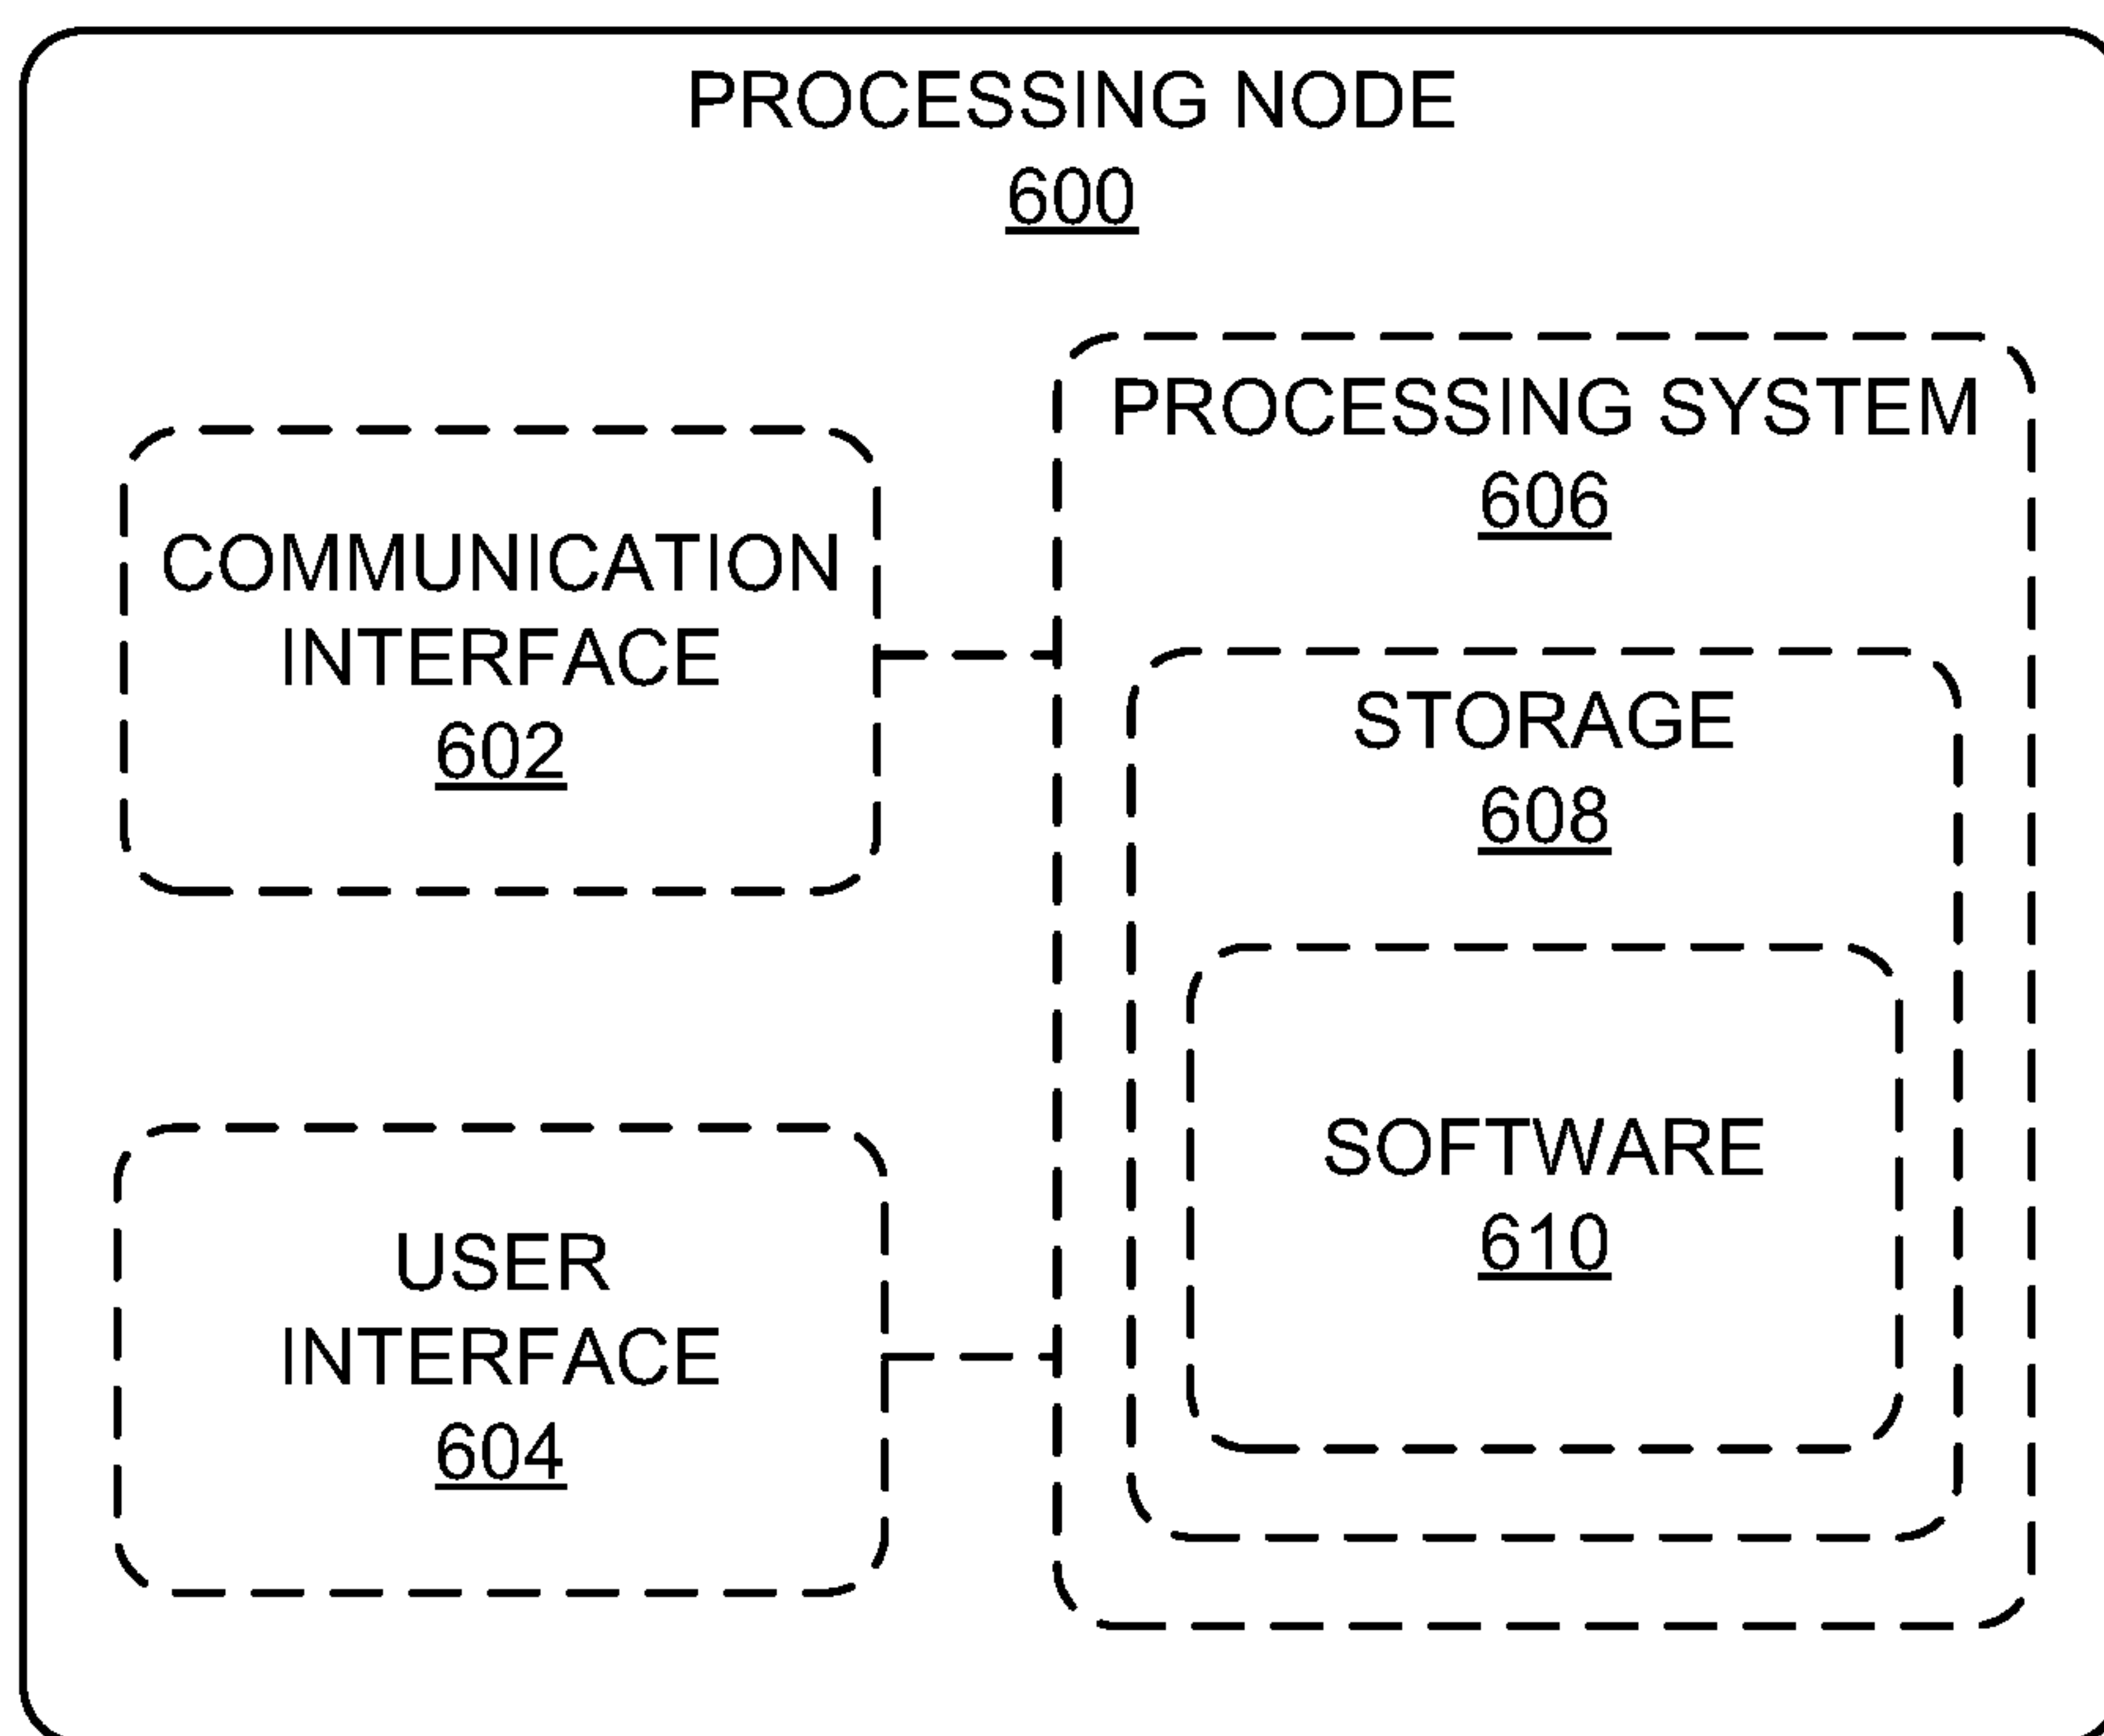 PROCESSING NODE
600
PROCESSING SYSTEM
606
COMMUNICATION
INTERFACE
602
STORAGE
608
SOFTWARE
610
USER
INTERFACE
604